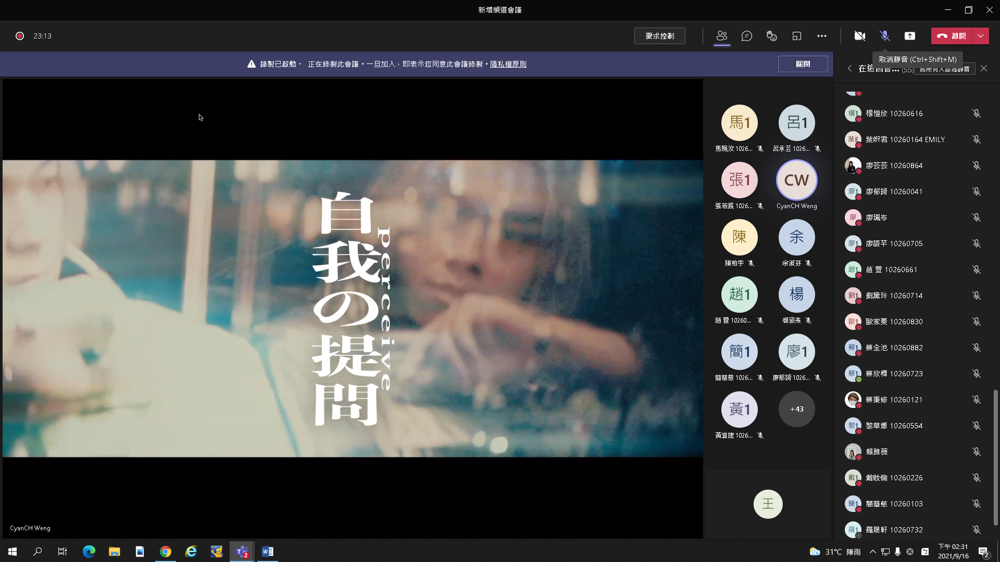 新增頻道會議
23:13
要求控制
離開
錄製已啟動。 正在錄製此會議。一旦加入，即表示您同意此會議錄製。隱私權原則
關閉
取消靜音 (Ctrl+Shift+M)
在這個會... (55)
將所有人設為靜音
自我の提問
perceive
CyanCH Weng
馬1
馬婉汝 1026...
呂1
呂承芸 1026...
張1
張若宸 1026...
CW
CyanCH Weng
陳
陳柏宇
余
余淑芬
趙1
趙 萱 10260...
楊
楊姿燕
簡1
簡慧慈 1026...
廖1
廖郁錡 1026...
黃1
黃資捷 1026...
+43
王
楊1
楊愷欣 10260616
葉E
葉妍君 10260164 EMILY
廖芸芸 10260864
廖1
廖郁錡 10260041
廖
廖珮岑
廖1
廖語芊 10260705
趙1
趙 萱 10260661
劉1
劉黛玲 10260714
歐1
歐家蓁 10260830
蔡1
蔡全池 10260882
蔡1
蔡欣樺 10260723
蔡秉修 10260121
黎1
黎草嫄 10260554
賴雅薇
戴1
戴敬倫 10260226
簡1
簡慧慈 10260103
羅1
羅晟軒 10260732
2
31°C 陣雨
下午 02:31
2021/9/16
2